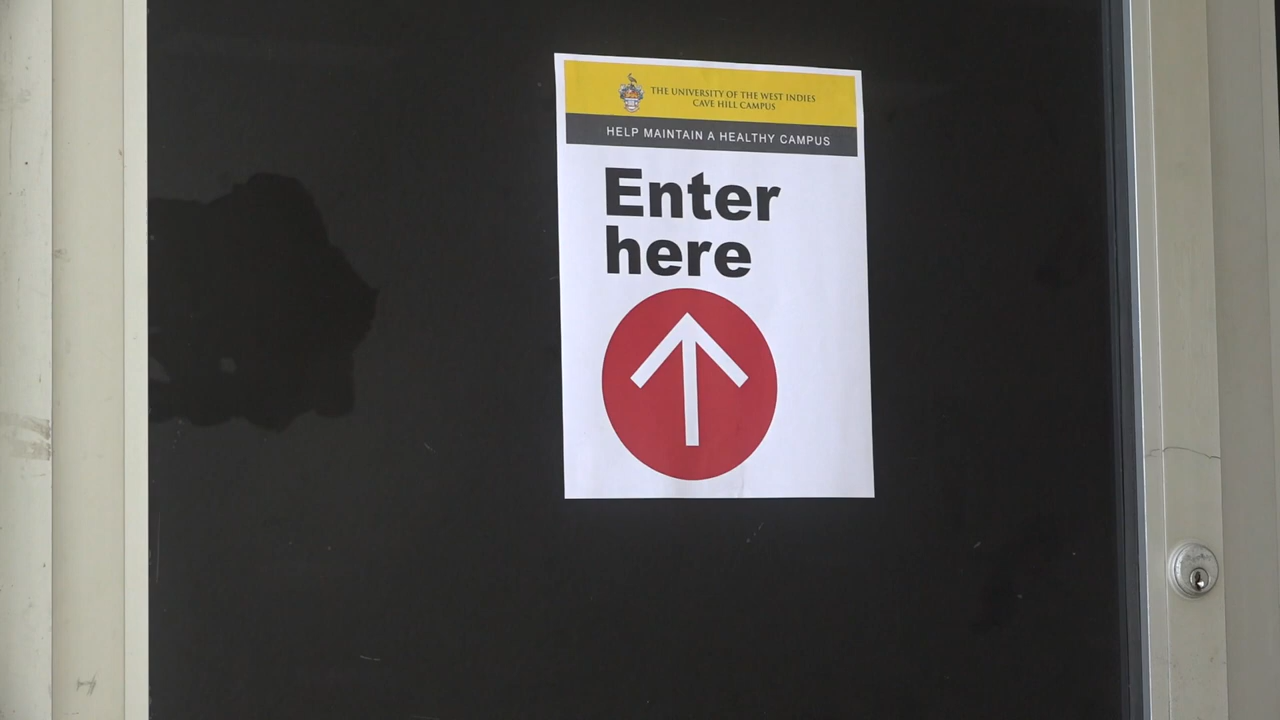 THE UNIVERSITY OF THE WEST INDIES
CAVE HILL CAMPUS
HELP MAINTAIN A HEALTHY CAMPUS
Enter
here